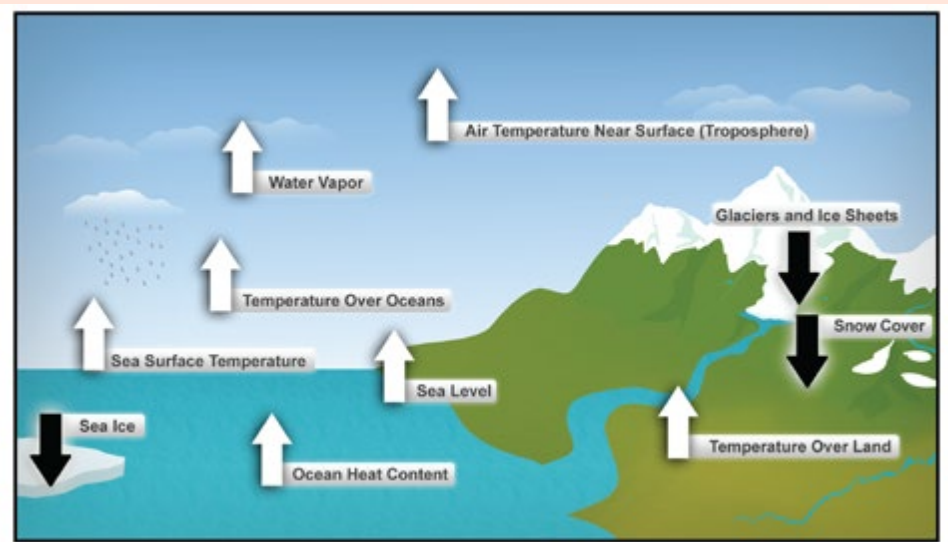 Air Temperature Near Surface (Troposphere)
Water Vapor
Glaciers and Ice Sheets
Temperature Over Oceans
Snow Cover
Sea Surface Temperature
Sea Level
Sea Ice
Temperature Over Land
Ocean Heat Content